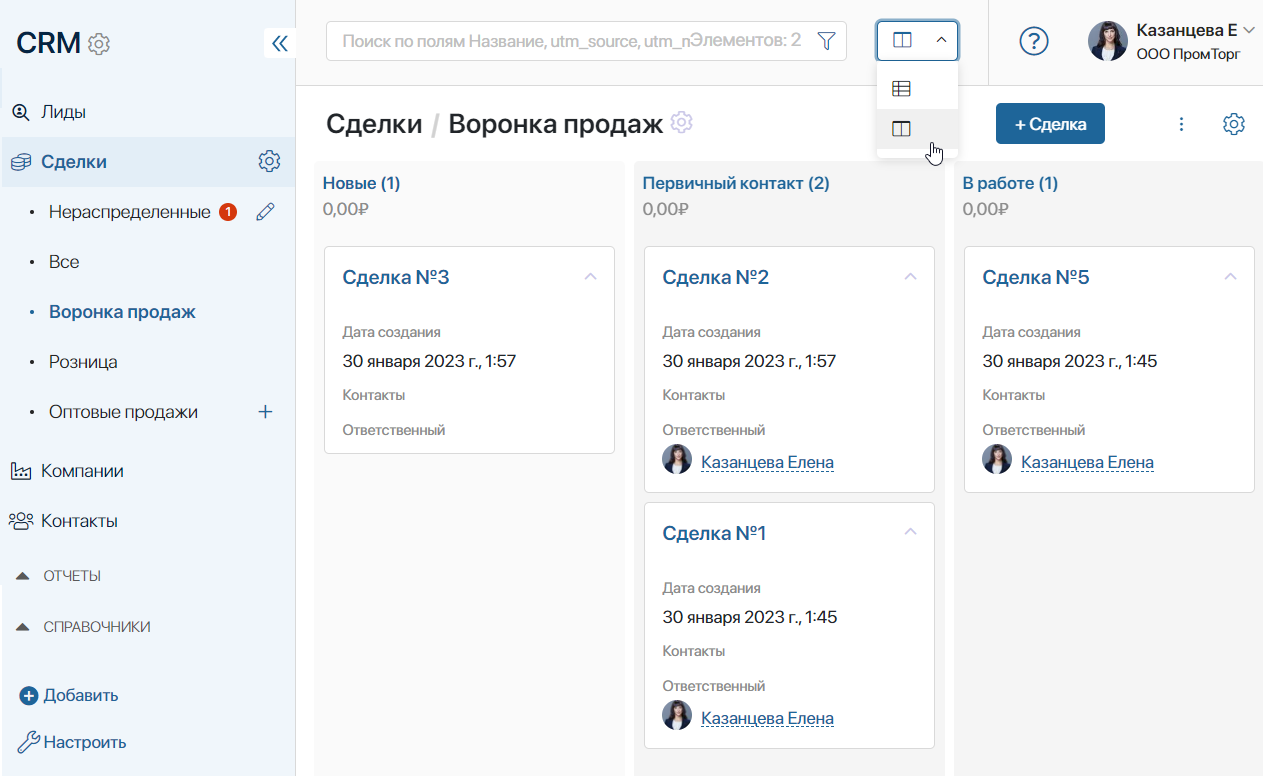 CRM
Лиды
Сделки
Нераспределенные 1
Все
Воронка продаж
Розница
Оптовые продажи
Компании
Контакты
ОТЧЕТЫ
СПРАВОЧНИКИ
Добавить
Настроить
Поиск по полям Название, utm_source, utm_п Элементов: 2
?
Казанцева Е
ООО ПромТорг
Сделки / Воронка продаж
+ Сделка
Новые (1)
0,00₽
Сделка №3
Дата создания
30 января 2023 г., 1:57
Контакты
Ответственный
Первичный контакт (2)
0,00₽
Сделка №2
Дата создания
30 января 2023 г., 1:57
Контакты
Ответственный
Казанцева Елена
Сделка №1
Дата создания
30 января 2023 г., 1:45
Контакты
Ответственный
Казанцева Елена
В работе (1)
0,00₽
Сделка №5
Дата создания
30 января 2023 г., 1:45
Контакты
Ответственный
Казанцева Елена